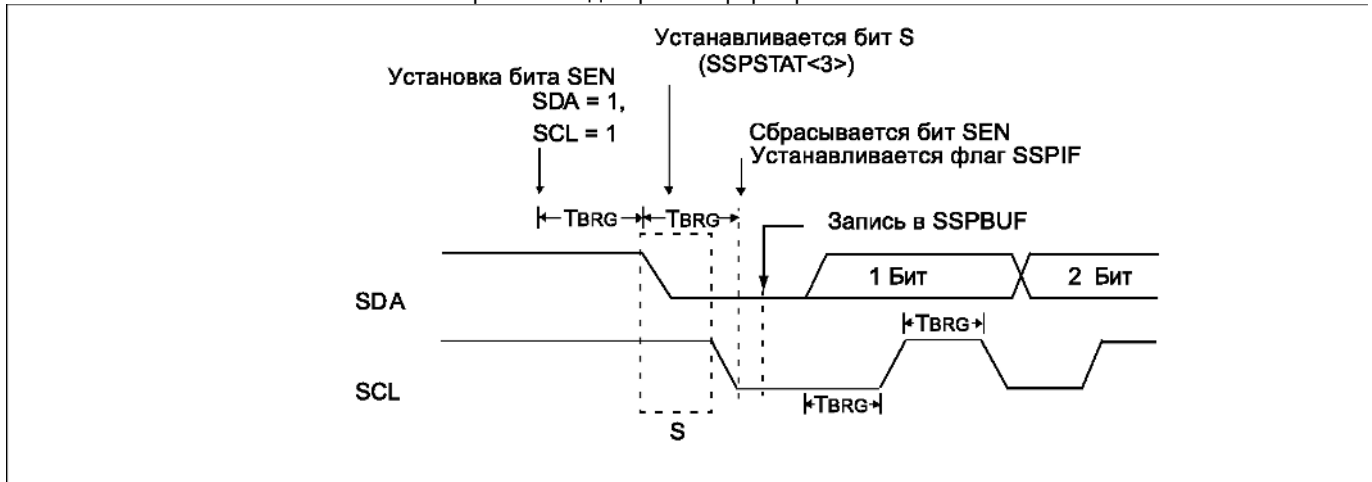 Устанавливается бит S
(SSPSTAT<3>)
Установка бита SEN
SDA = 1,
SCL = 1
Сбрасывается бит SEN
Устанавливается флаг SSPIF
TBRG
TBRG
Запись в SSPBUF
1 Бит
2 Бит
SDA
TBRG
SCL
TBRG
S